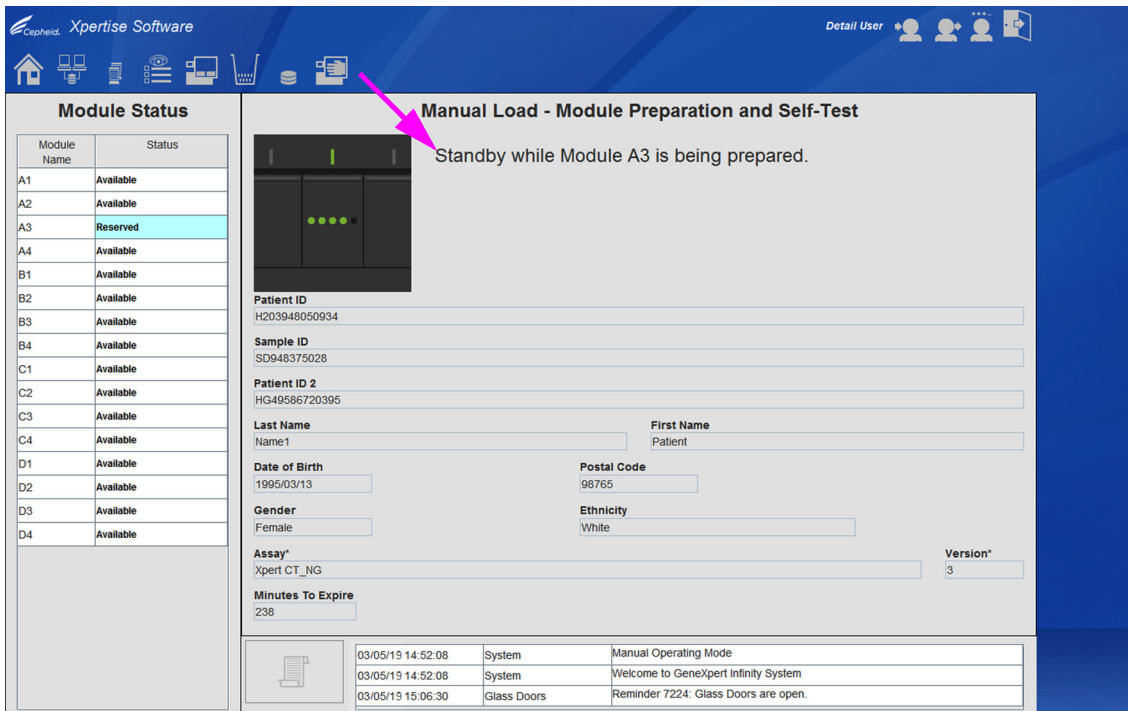 Cepheid. Xpertise Software
Detail User
Module Status
Module Name Status
A1 Available
A2 Available
A3 Reserved
A4 Available
B1 Available
B2 Available
B3 Available
B4 Available
C1 Available
C2 Available
C3 Available
C4 Available
D1 Available
D2 Available
D3 Available
D4 Available
Manual Load - Module Preparation and Self-Test
Standby while Module A3 is being prepared.
Patient ID
H203948050934
Sample ID
SD948375028
Patient ID 2
HG49586720395
Last Name First Name
Name1 Patient
Date of Birth Postal Code
1995/03/13 98765
Gender Ethnicity
Female White
Assay* Version*
Xpert CT_NG 3
Minutes To Expire
238
03/05/19 14:52:08 System Manual Operating Mode
03/05/19 14:52:08 System Welcome to GeneXpert Infinity System
03/05/19 15:06:30 Glass Doors Reminder 7224: Glass Doors are open.